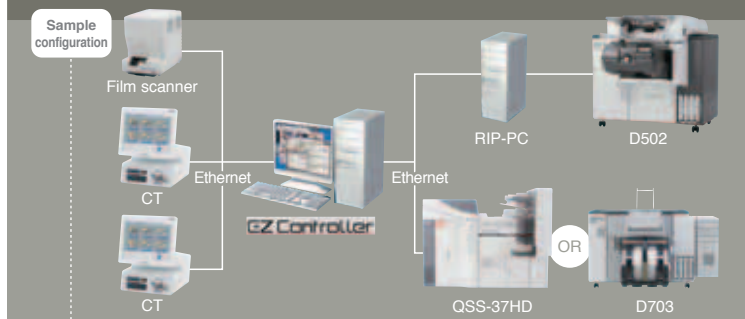 Sample
configuration
Film scanner
CT
Ethernet
EZ Controller
Ethernet
RIP-PC
D502
CT
QSS-37HD
OR
D703